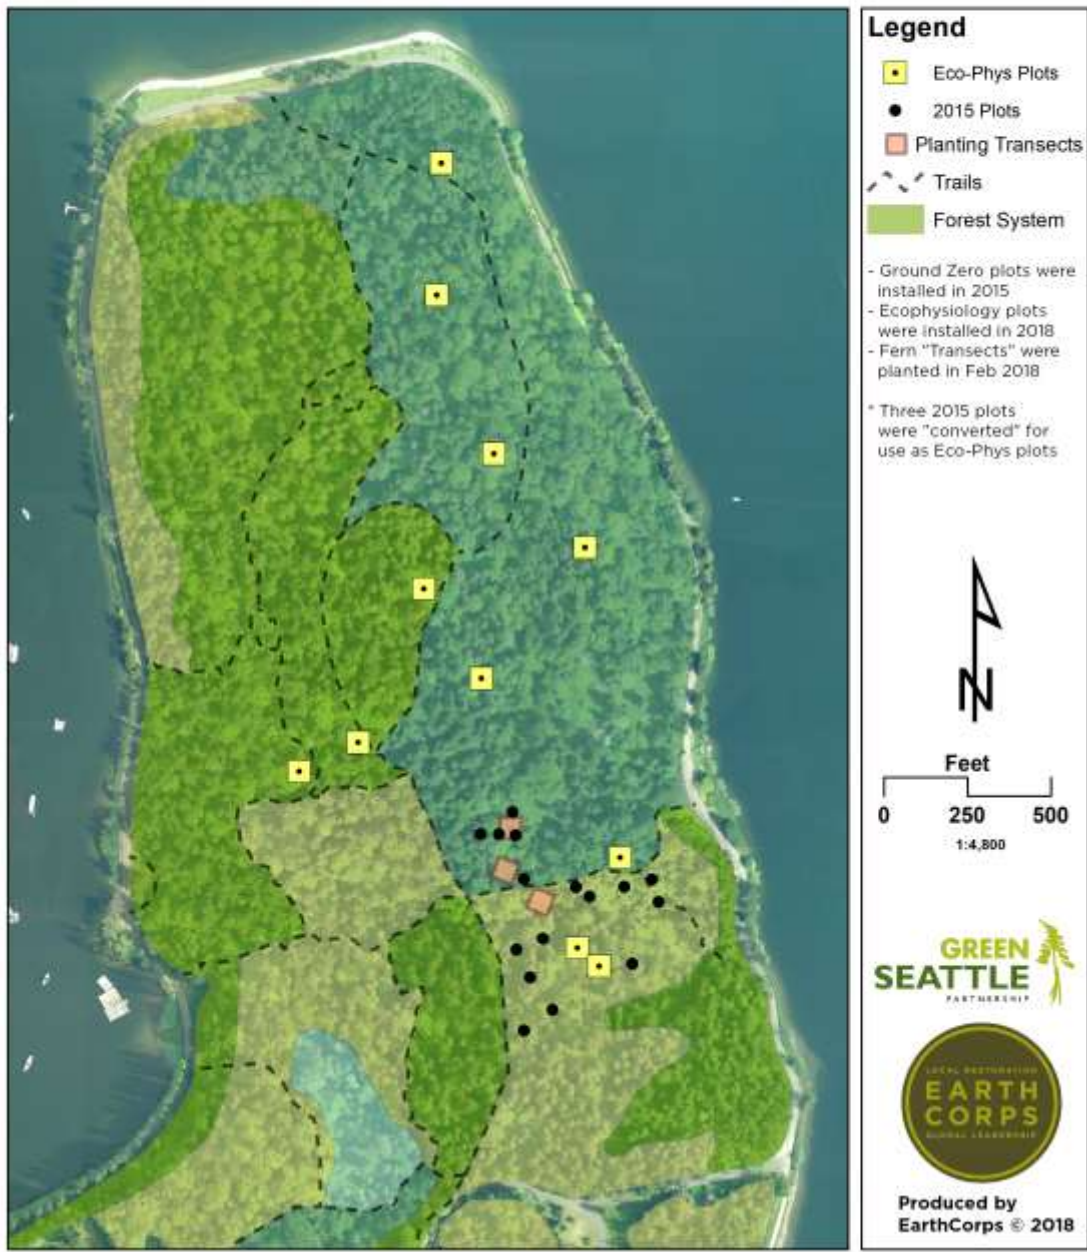 Legend
Eco-Phys Plots
2015 Plots
Planting Transects
Trails
Forest System
- Ground Zero plots were
installed in 2015
- Ecophysiology plots
were installed in 2018
- Fern "Transects" were
planted in Feb 2018
* Three 2015 plots
were "converted" for
use as Eco-Phys plots
N
Feet
0 250 500
1:4,800
GREEN
SEATTLE
PARTNERSHIP
LOCAL RESTORATION
EARTH
CORPS
GLOBAL LEADERSHIP
Produced by
EarthCorps © 2018